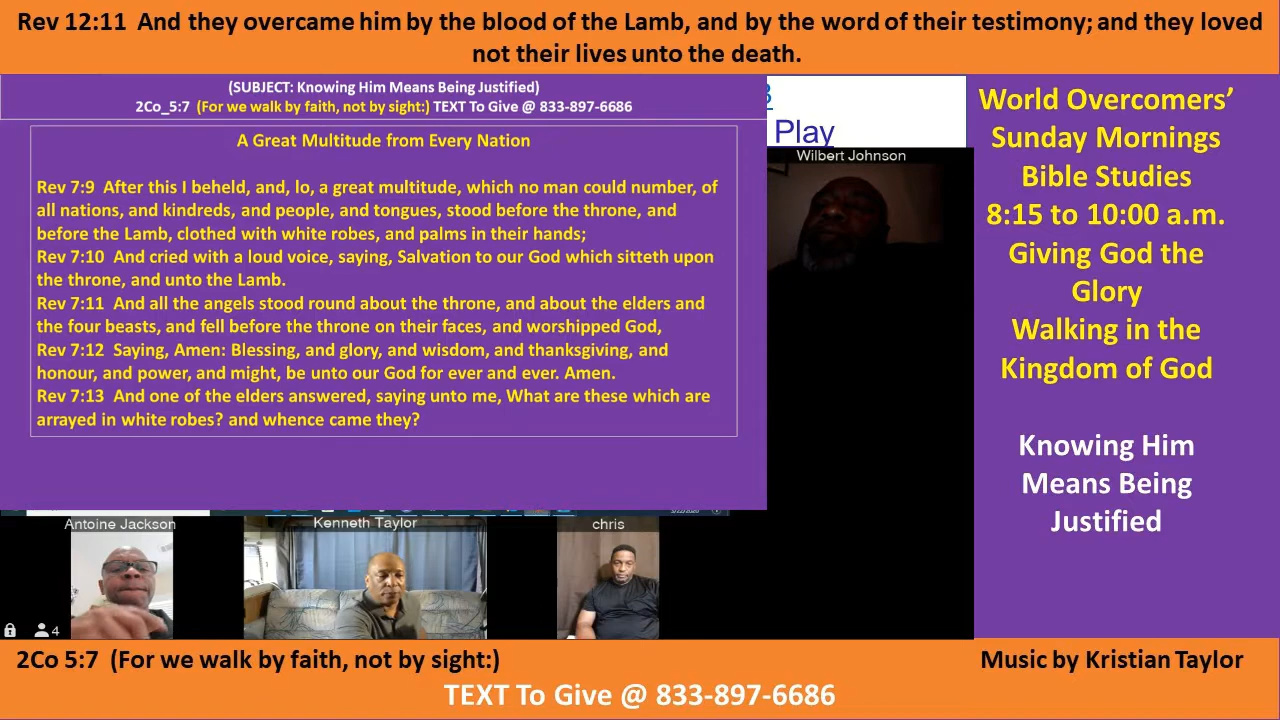 Rev 12:11  And they overcame him by the blood of the Lamb, and by the word of their testimony; and they loved
not their lives unto the death.
(SUBJECT: Knowing Him Means Being Justified)
2Co_5:7  (For we walk by faith, not by sight:) TEXT To Give @ 833-897-6686
A Great Multitude from Every Nation
Rev 7:9  After this I beheld, and, lo, a great multitude, which no man could number, of
all nations, and kindreds, and people, and tongues, stood before the throne, and
before the Lamb, clothed with white robes, and palms in their hands;
Rev 7:10  And cried with a loud voice, saying, Salvation to our God which sitteth upon
the throne, and unto the Lamb.
Rev 7:11  And all the angels stood round about the throne, and about the elders and
the four beasts, and fell before the throne on their faces, and worshipped God,
Rev 7:12  Saying, Amen: Blessing, and glory, and wisdom, and thanksgiving, and
honour, and power, and might, be unto our God for ever and ever. Amen.
Rev 7:13  And one of the elders answered, saying unto me, What are these which are
arrayed in white robes? and whence came they?
Play
Wilbert Johnson
World Overcomers'
Sunday Mornings
Bible Studies
8:15 to 10:00 a.m.
Giving God the
Glory
Walking in the
Kingdom of God
Knowing Him
Means Being
Justified
Antoine Jackson
Kenneth Taylor
chris
4
2Co 5:7  (For we walk by faith, not by sight:)
Music by Kristian Taylor
TEXT To Give @ 833-897-6686